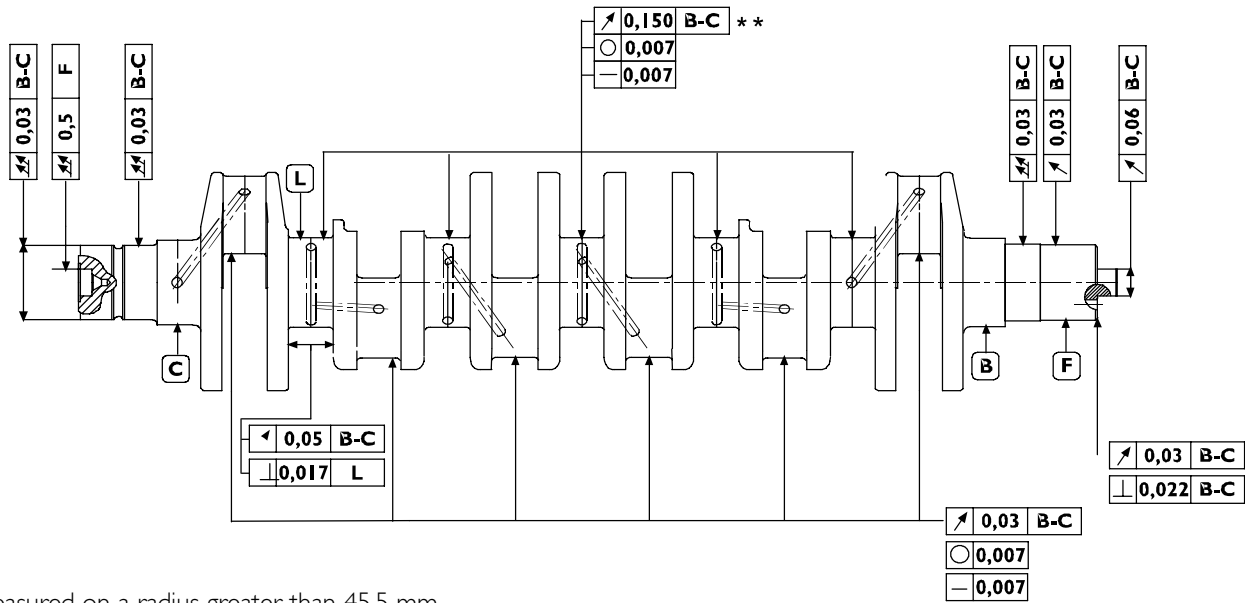 0,150 B-C **
0,007
0,007
0,03 B-C
0,5 F
0,03 B-C
0,03 B-C
0,03 B-C
0,06 B-C
L
C
B
F
0,05 B-C
0,017 L
0,03 B-C
0,022 B-C
0,03 B-C
0,007
0,007
on a radius greater than 45.5 mm